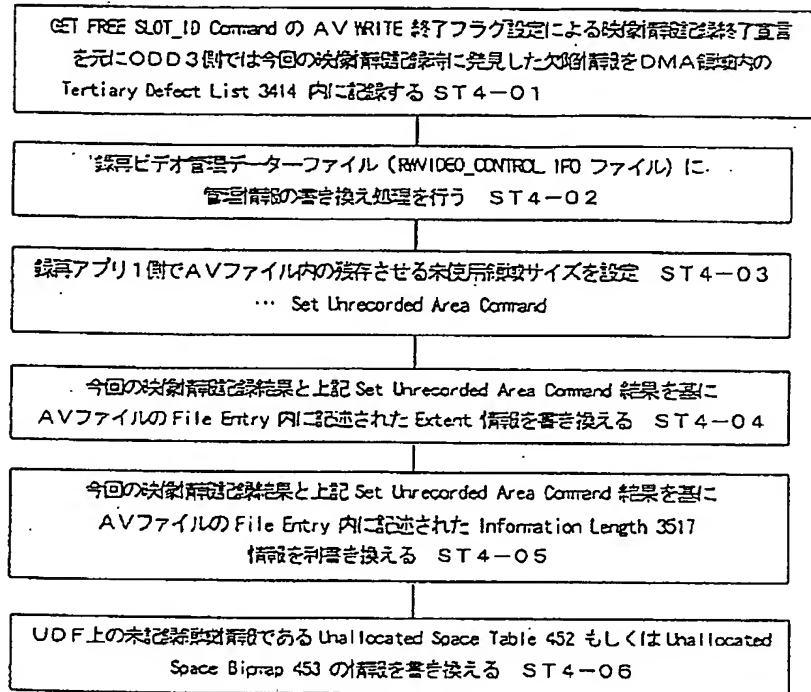 GET FREE SLOT_ID Command の AV WRITE 終了フラグ設定による映像情報記録終了宣言
を元にODD3側では今回の映像情報記録時に発見した欠陥情報をDMA領域内の
Tertiary Defect List 3414 内に記録する ST4-01
録再ビデオ管理データーファイル (RWVIDEO_CONTROL. IFO ファイル) に
管理情報の書き換え処理を行う ST4-02
録再アプリ1側でAVファイル内の残存させる未使用領域サイズを設定 ST4-03
… Set Unrecorded Area Command
今回の映像情報記録結果と上記 Set Unrecorded Area Command 結果を基に
AVファイルの File Entry 内に記述された Extent 情報を書き換える ST4-04
今回の映像情報記録結果と上記 Set Unrecorded Area Command 結果を基に
AVファイルの File Entry 内に記述された Information Length 3517
情報を利書き換える ST4-05
UDF上の未記録領域情報である Unallocated Space Table 452 もしくは Unallocated
Space Bitmap 453 の情報を書き換える ST4-06